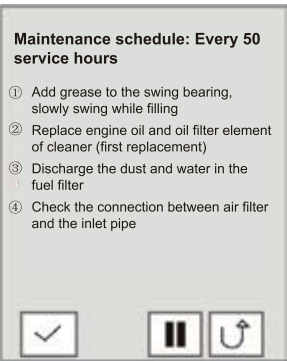 Maintenance schedule: Every 50
service hours
① Add grease to the swing bearing,
slowly swing while filling
② Replace engine oil and oil filter element
of cleaner (first replacement)
③ Discharge the dust and water in the
fuel filter
④ Check the connection between air filter
and the inlet pipe